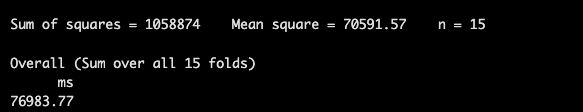 Sum of squares = 1058874    Mean square = 70591.57    n = 15
Overall (Sum over all 15 folds)
ms
76983.77